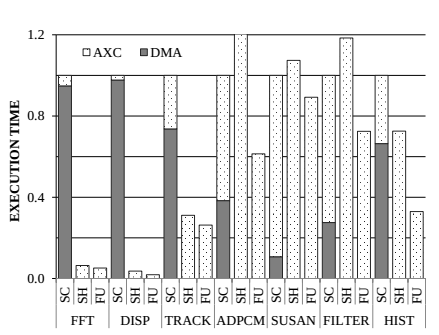 1.2
AXC DMA
0.8
0.4
0.0
EXECUTION TIME
SC SH FU SC SH FU SC SH FU SC SH FU SC SH FU SC SH FU SC SH FU
FFT DISP TRACK ADPCM SUSAN FILTER HIST